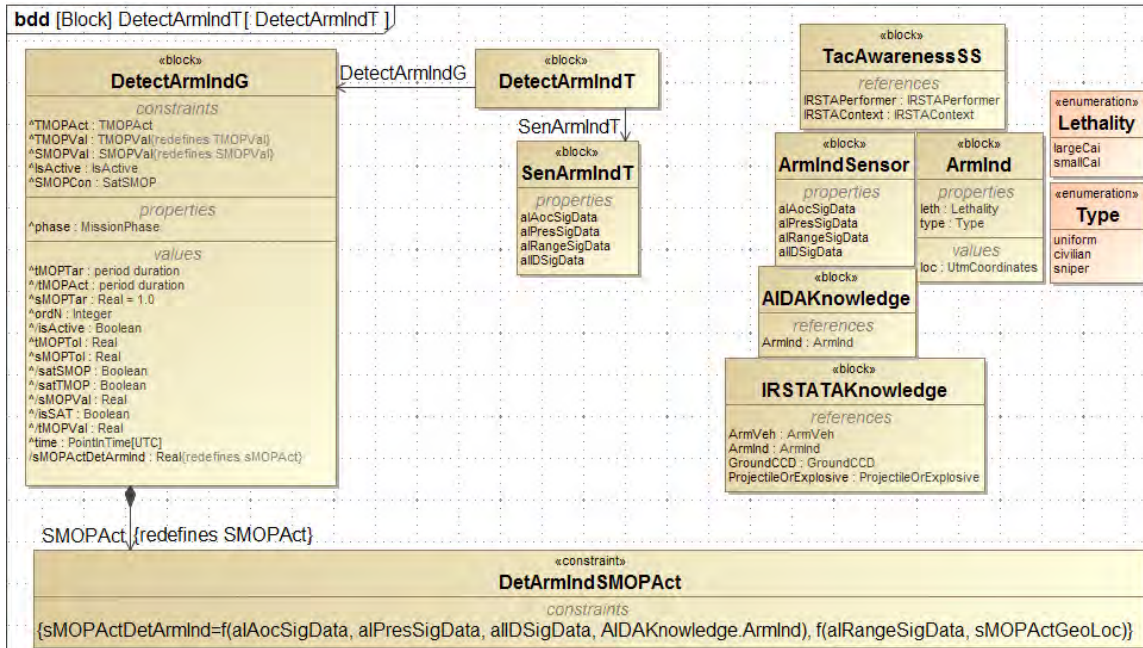 bdd [Block] DetectArmIndT[ DetectArmIndT ]
«block»
DetectArmIndG
constraints
^TMOPAct : TMOPAct
^TMOPVal : TMOPVal{redefines TMOPVal}
^SMOPVal : SMOPVal{redefines SMOPVal}
^IsActive : IsActive
^SMOPCon : SatSMOP
properties
^phase : MissionPhase
values
^tMOPTar : period duration
^/tMOPAct : period duration
^sMOPTar : Real = 1.0
^ordN : Integer
^/isActive : Boolean
^tMOPTol : Real
^sMOPTol : Real
^/satSMOP : Boolean
^/satTMOP : Boolean
^/sMOPVal : Real
^/isSAT : Boolean
^/tMOPVal : Real
^time : PointInTime[UTC]
/sMOPActDetArmInd : Real{redefines sMOPAct}
DetectArmIndG
«block»
DetectArmIndT
SenArmIndT
«block»
SenArmIndT
properties
alAocSigData
alPresSigData
alRangeSigData
alIDSigData
«block»
TacAwarenessSS
references
IRSTAPerformer : IRSTAPerformer
IRSTAContext : IRSTAContext
«block»
ArmIndSensor
properties
alAocSigData
alPresSigData
alRangeSigData
alIDSigData
«block»
ArmInd
properties
leth : Lethality
type : Type
values
loc : UtmCoordinates
«enumeration»
Lethality
largeCal
smallCal
«enumeration»
Type
uniform
civilian
sniper
«block»
AIDAKnowledge
references
ArmInd : ArmInd
«block»
IRSTATAKnowledge
references
ArmVeh : ArmVeh
ArmInd : ArmInd
GroundCCD : GroundCCD
ProjectileOrExplosive : ProjectileOrExplosive
SMOPAct {redefines SMOPAct}
«constraint»
DetArmIndSMOPAct
constraints
{sMOPActDetArmInd=f(alAocSigData, alPresSigData, alIDSigData, AIDAKnowledge.ArmInd), f(alRangeSigData, sMOPActGeoLoc)}